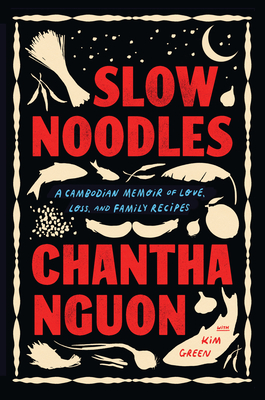 SLOW
NOODLES
A CAMBODIAN MEMOIR OF LOVE,
LOSS, AND FAMILY RECIPES
CHANTHA
NGUON
WITH
KIM
GREEN